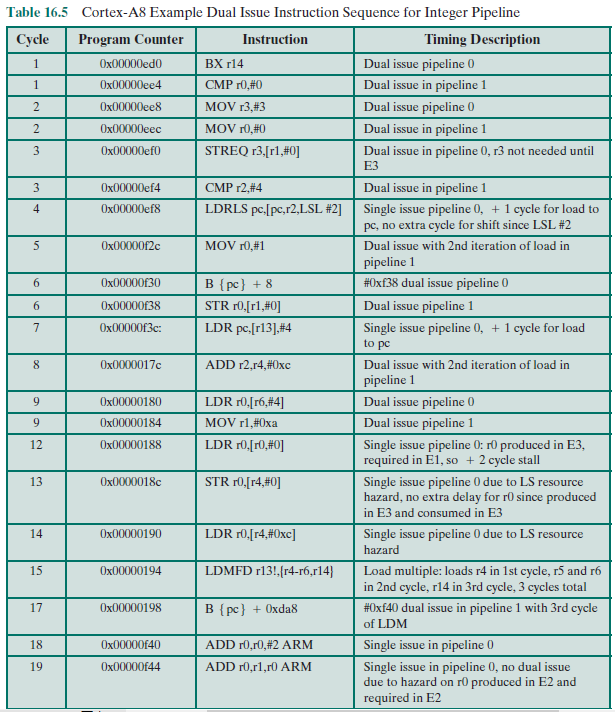 Table 16.5 Cortex-A8 Example Dual Issue Instruction Sequence for Integer Pipeline
Cycle Program Counter Instruction Timing Description
1 0x00000ed0 BX r14 Dual issue pipeline 0
1 0x00000ee4 CMP r0,#0 Dual issue in pipeline 1
2 0x00000ee8 MOV r3,#3 Dual issue pipeline 0
2 0x00000eec MOV r0,#0 Dual issue in pipeline 1
3 0x00000ef0 STREQ r3,[r1,#0] Dual issue in pipeline 0, r3 not needed until
E3
3 0x00000ef4 CMP r2,#4 Dual issue in pipeline 1
4 0x00000ef8 LDRLS pc,[pc,r2,LSL #2] Single issue pipeline 0, + 1 cycle for load to
pc, no extra cycle for shift since LSL #2
5 0x00000f2c MOV r0,#1 Dual issue with 2nd iteration of load in
pipeline 1
6 0x00000f30 B {pc} + 8 #0xf38 dual issue pipeline 0
6 0x00000f38 STR r0,[r1,#0] Dual issue pipeline 1
7 0x00000f3c: LDR pc,[r13],#4 Single issue pipeline 0, + 1 cycle for load
to pc
8 0x0000017c ADD r2,r4,#0xc Dual issue with 2nd iteration of load in
pipeline 1
9 0x00000180 LDR r0,[r6,#4] Dual issue pipeline 0
9 0x00000184 MOV r1,#0xa Dual issue pipeline 1
12 0x00000188 LDR r0,[r0,#0] Single issue pipeline 0: r0 produced in E3,
required in E1, so + 2 cycle stall
13 0x0000018c STR r0,[r4,#0] Single issue pipeline 0 due to LS resource
hazard, no extra delay for r0 since produced
in E3 and consumed in E3
14 0x00000190 LDR r0,[r4,#0xc] Single issue pipeline 0 due to LS resource
hazard
15 0x00000194 LDMFD r13!,{r4-r6,r14} Load multiple: loads r4 in 1st cycle, r5 and r6
in 2nd cycle, r14 in 3rd cycle, 3 cycles total
17 0x00000198 B {pc} + 0xda8 #0xf40 dual issue in pipeline 1 with 3rd cycle
of LDM
18 0x00000f40 ADD r0,r0,#2 ARM Single issue in pipeline 0
19 0x00000f44 ADD r0,r1,r0 ARM Single issue in pipeline 0, no dual issue
due to hazard on r0 produced in E2 and
required in E2